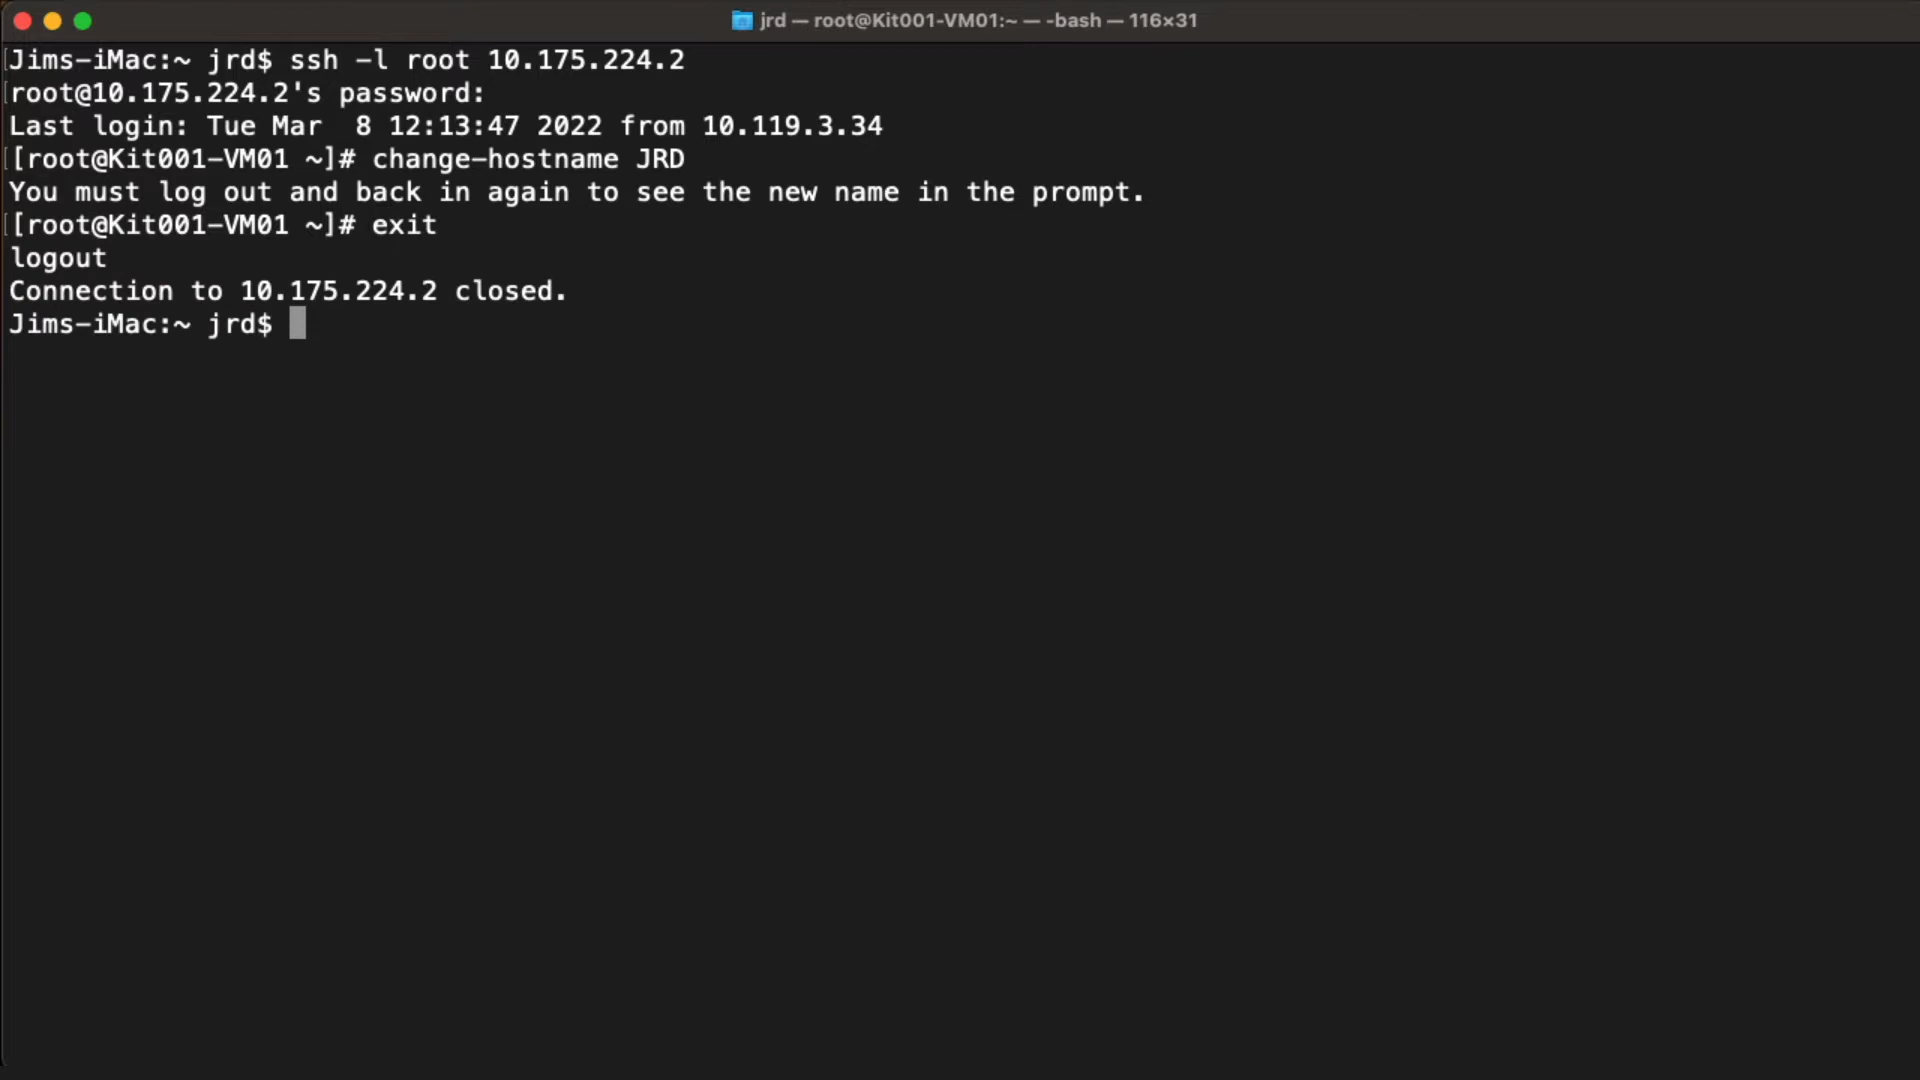 jrd — root@Kit001-VM01:~ — -bash — 116×31
Jims-iMac:~ jrd$ ssh -l root 10.175.224.2
root@10.175.224.2's password:
Last login: Tue Mar  8 12:13:47 2022 from 10.119.3.34
[[root@Kit001-VM01 ~]# change-hostname JRD
You must log out and back in again to see the new name in the prompt.
[[root@Kit001-VM01 ~]# exit
logout
Connection to 10.175.224.2 closed.
Jims-iMac:~ jrd$